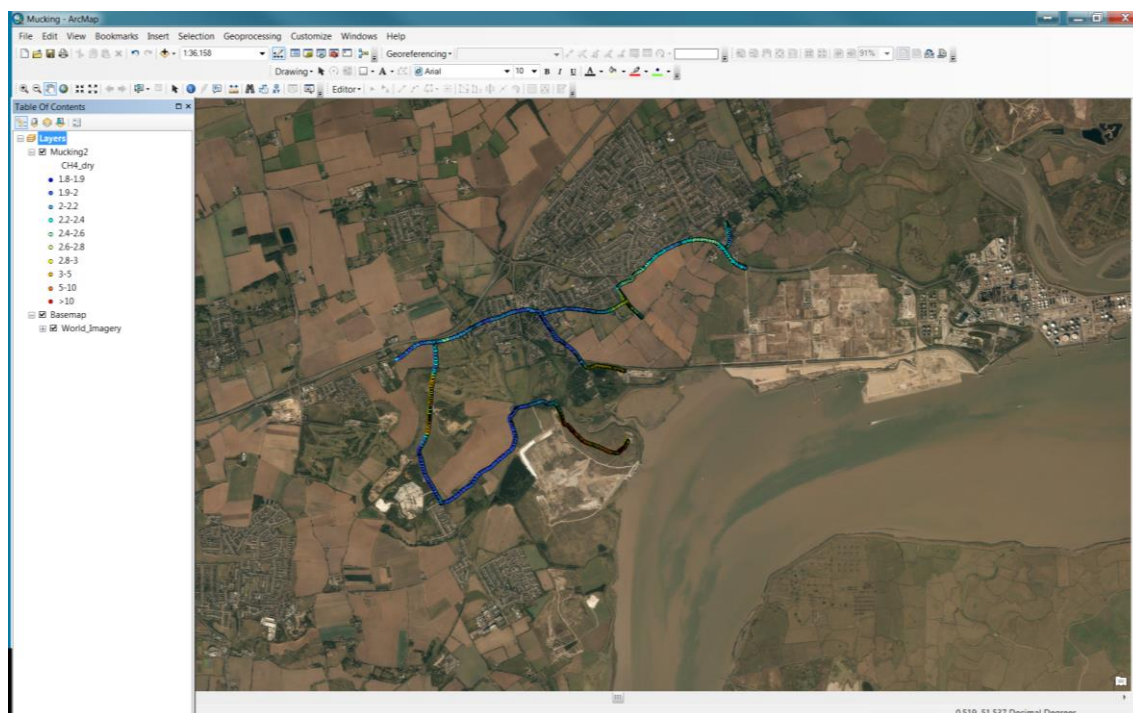 Mucking - ArcMap
File Edit View Bookmarks Insert Selection Geoprocessing Customize Windows Help
1:36,158 Georeferencing 91%
Drawing Arial 10 B I U A
Editor
Table Of Contents
Layers
Mucking2
CH4_dry
1.8-1.9
1.9-2
2-2.2
2.2-2.4
2.4-2.6
2.6-2.8
2.8-3
3-5
5-10
>10
Basemap
World_Imagery
0.519 51.537 Decimal Degrees